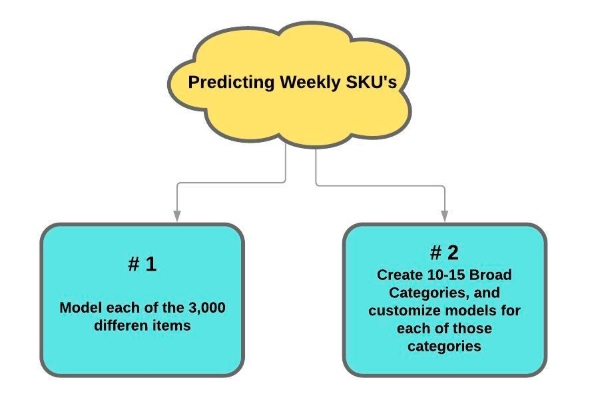 Predicting Weekly SKU's
# 1
Model each of the 3,000
differen items
# 2
Create 10-15 Broad
Categories, and
customize models for
each of those
categories